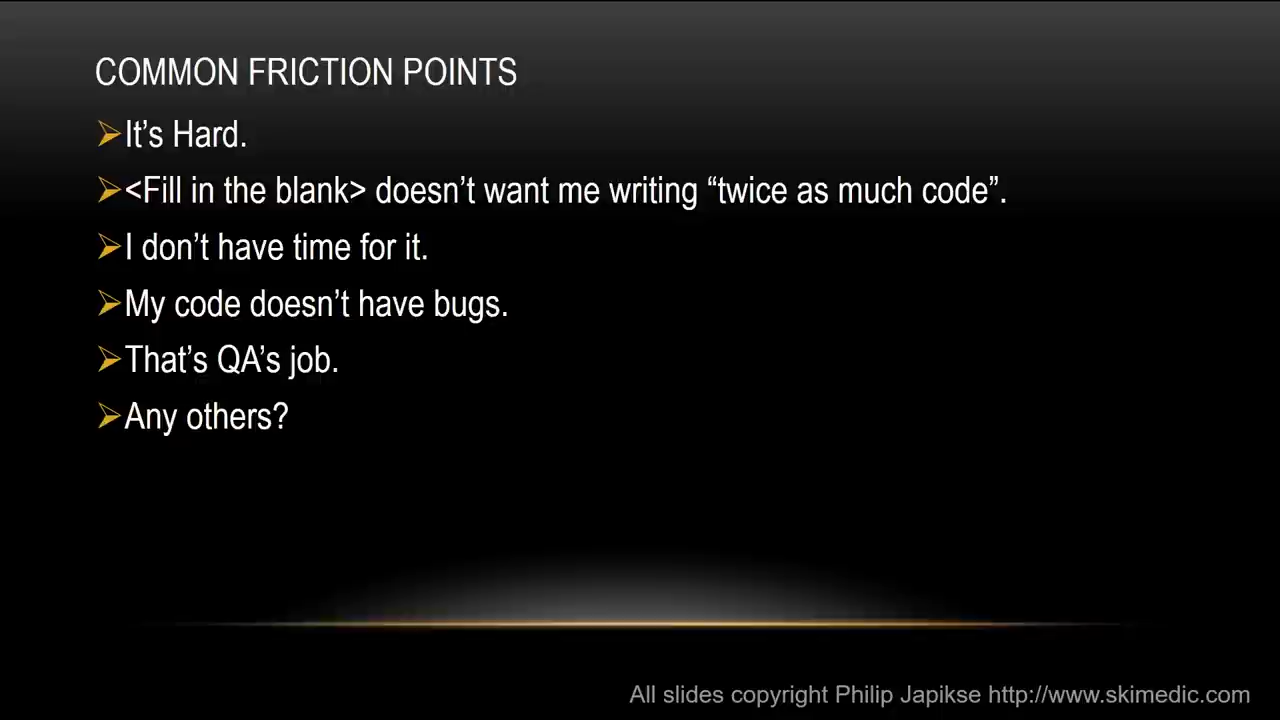 COMMON FRICTION POINTS
It’s Hard.
<Fill in the blank> doesn’t want me writing “twice as much code”.
I don’t have time for it.
My code doesn’t have bugs.
That’s QA’s job.
Any others?
All slides copyright Philip Japikse http://www.skimedic.com